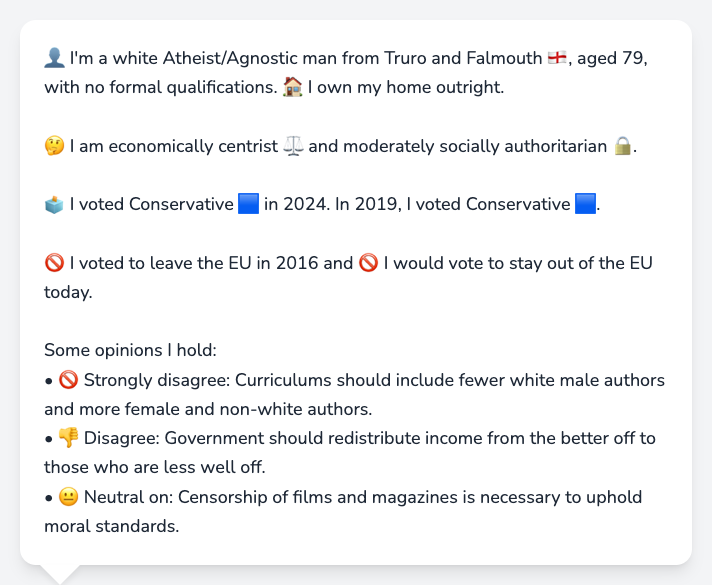 👤 I'm a white Atheist/Agnostic man from Truro and Falmouth 🏴󠁧󠁢󠁥󠁮󠁧󠁿, aged 79,
with no formal qualifications. 🏠 I own my home outright.
🤔 I am economically centrist ⚖️ and moderately socially authoritarian 🔒.
🗳️ I voted Conservative 🟦 in 2024. In 2019, I voted Conservative 🟦.
🚫 I voted to leave the EU in 2016 and 🚫 I would vote to stay out of the EU
today.
Some opinions I hold:
• 🚫 Strongly disagree: Curriculums should include fewer white male authors
and more female and non-white authors.
• 👎 Disagree: Government should redistribute income from the better off to
those who are less well off.
• 😐 Neutral on: Censorship of films and magazines is necessary to uphold
moral standards.